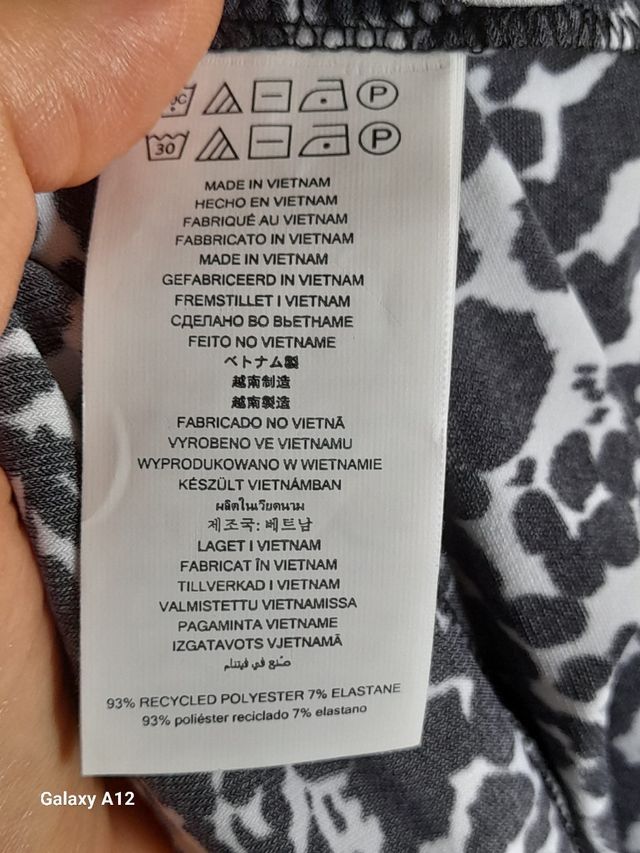 P
30 P
MADE IN VIETNAM
HECHO EN VIETNAM
FABRIQUÉ AU VIETNAM
FABBRICATO IN VIETNAM
MADE IN VIETNAM
GEFABRICEERD IN VIETNAM
FREMSTILLET I VIETNAM
СДЕЛАНО ВО ВЬЕТНАМЕ
FEITO NO VIETNAME
ベトナム製
越南制造
越南製造
FABRICADO NO VIETNÃ
VYROBENO VE VIETNAMU
WYPRODUKOWANO W WIETNAMIE
KÉSZÜLT VIETNÁMBAN
ผลิตในเวียดนาม
제조국: 베트남
LAGET I VIETNAM
FABRICAT ÎN VIETNAM
TILLVERKAD I VIETNAM
VALMISTETTU VIETNAMISSA
PAGAMINTA VIETNAME
IZGATAVOTS VJETNAMĀ
صنع في فيتنام
93% RECYCLED POLYESTER 7% ELASTANE
93% poliéster reciclado 7% elastano
Galaxy A12